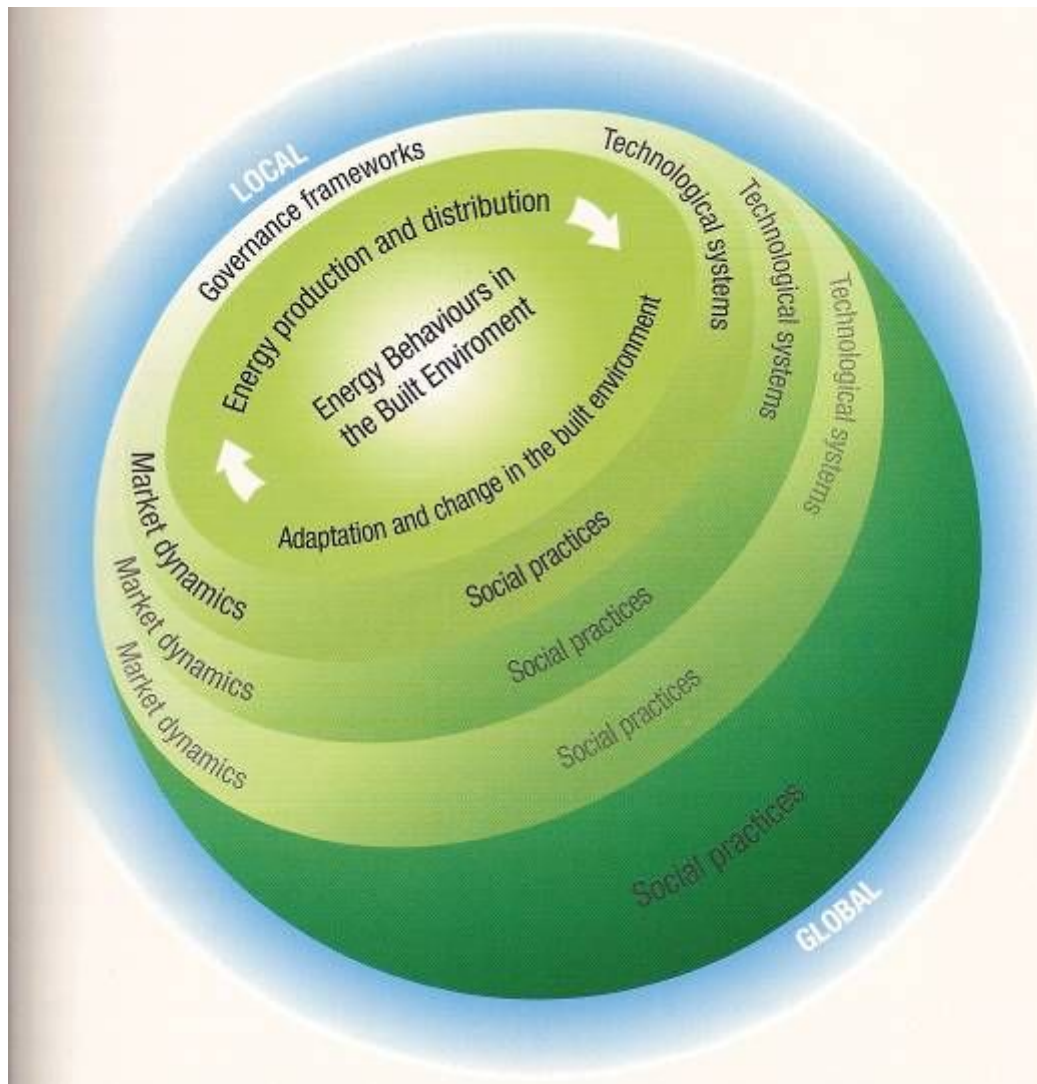 LOCAL
Governance frameworks
Technological systems
Technological systems
Technological systems
Energy production and distribution
Energy Behaviours in
the Built Enviroment
Adaptation and change in the built environment
Market dynamics
Market dynamics
Market dynamics
Social practices
Social practices
Social practices
Social practices
GLOBAL